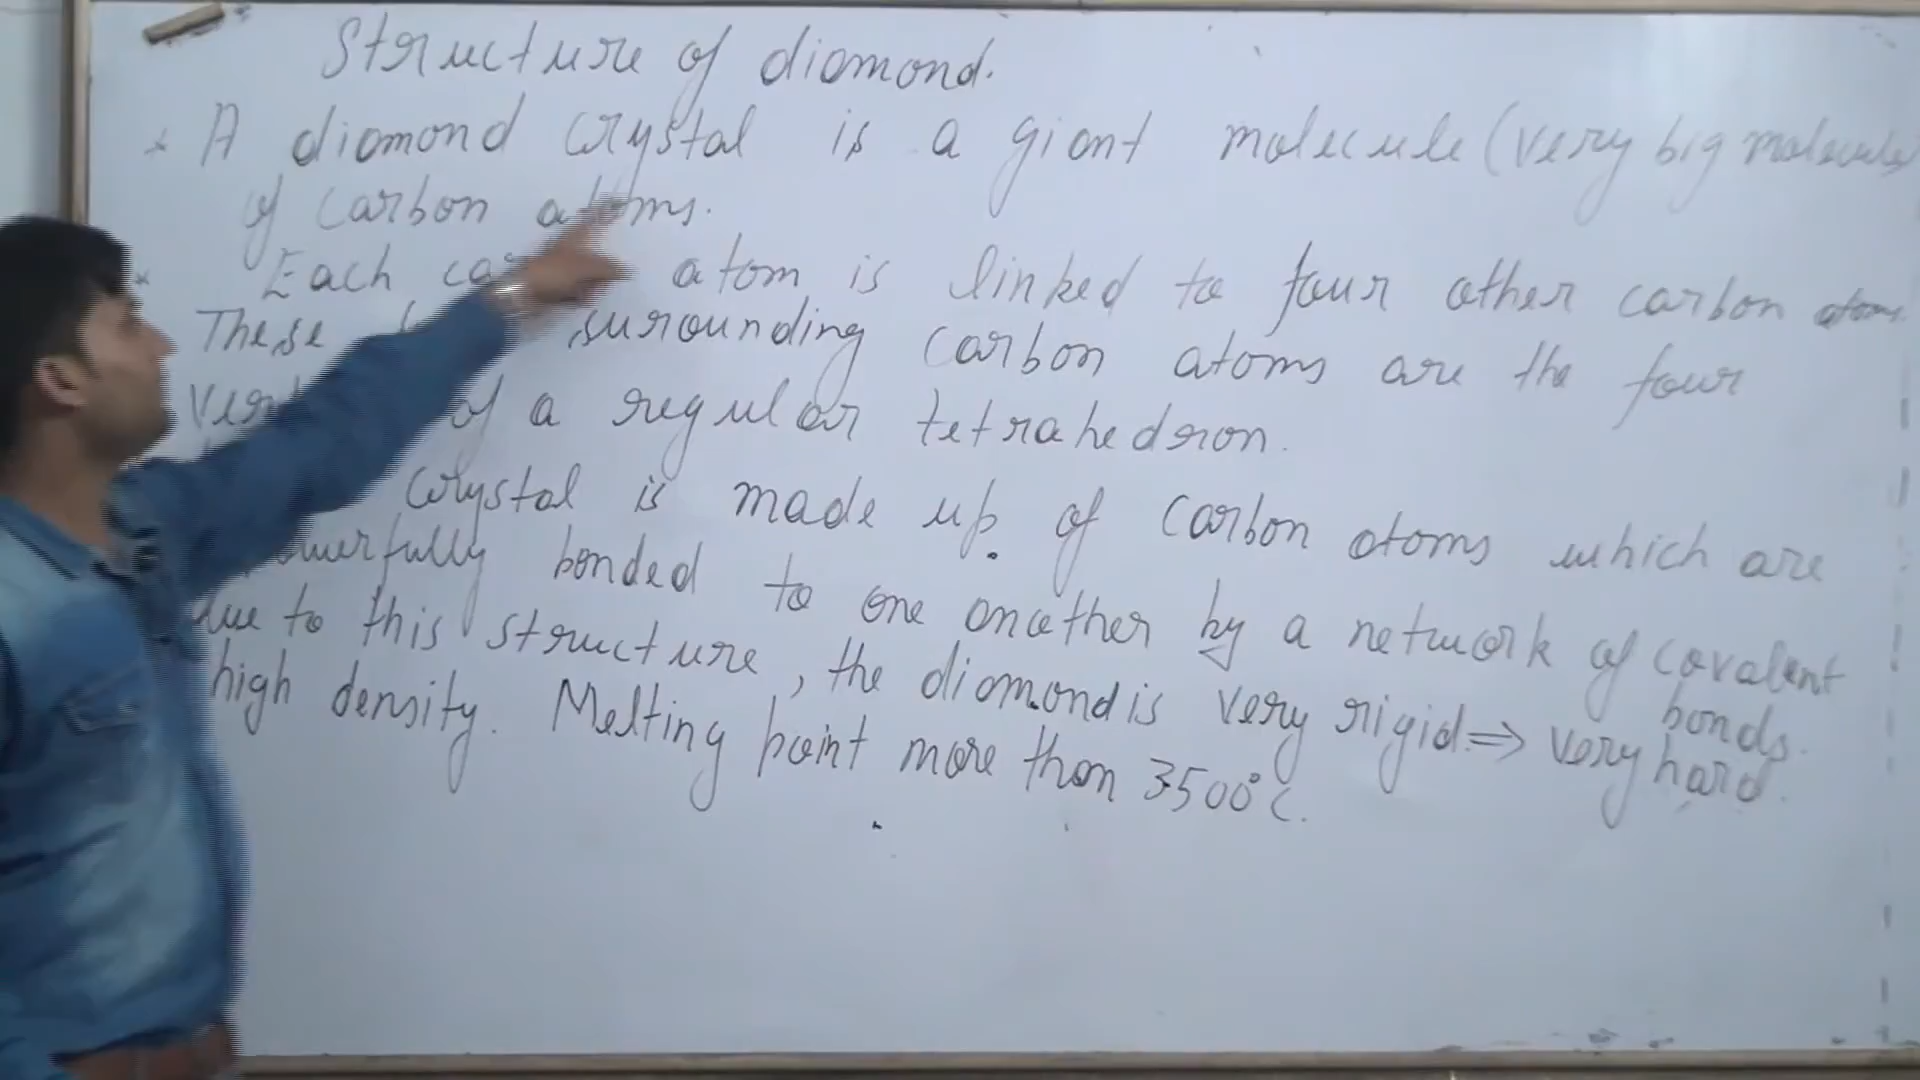 Structure of diamond.
* A diamond crystal is a giant molecule (very big molecule
of carbon atoms.
* Each atom is linked to four other carbon atoms
These surounding carbon atoms are the four
of a regular tetrahedron.
crystal is made up of carbon atoms which are
bonded to one another by a network of covalent
bonds.
due to this structure, the diamond is very rigid ⇒ very hard.
high density. Melting point more than 3500°C.